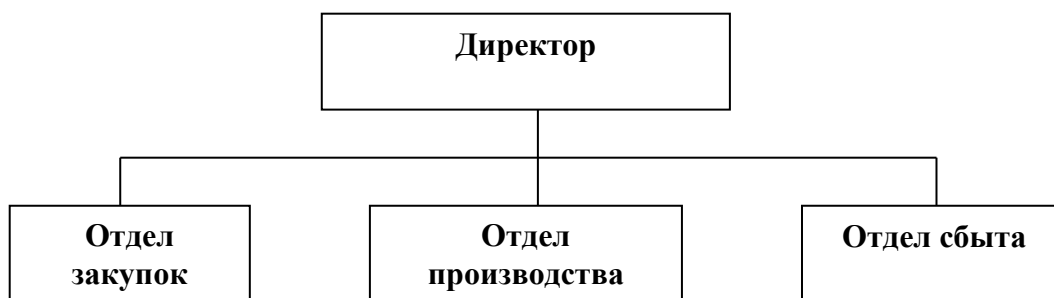 Директор
Отдел
закупок
Отдел
производства
Отдел сбыта